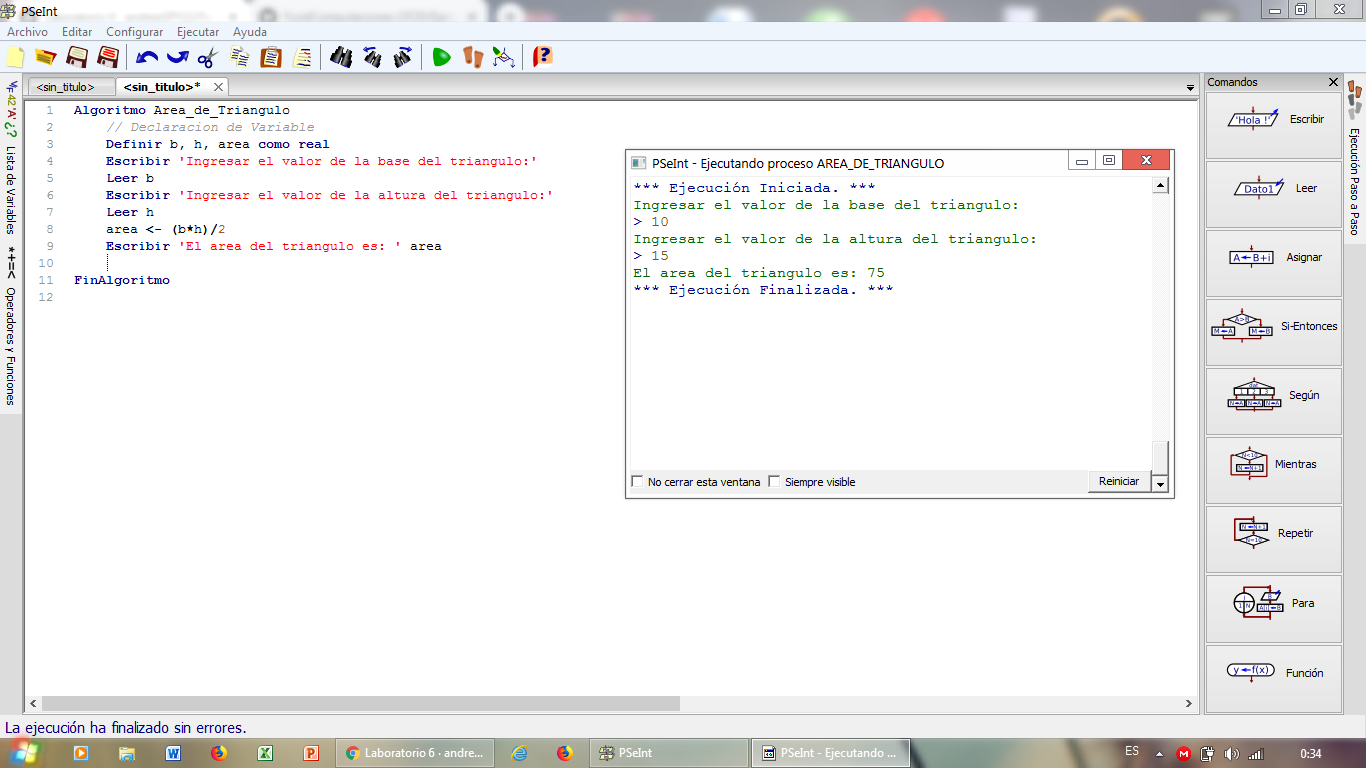 PSeInt
Archivo Editar Configurar Ejecutar Ayuda
<sin_titulo> <sin_titulo>*
Lista de Variables
*+=< Operadores y Funciones
1 Algoritmo Area_de_Triangulo
2 // Declaracion de Variable
3 Definir b, h, area como real
4 Escribir 'Ingresar el valor de la base del triangulo:'
5 Leer b
6 Escribir 'Ingresar el valor de la altura del triangulo:'
7 Leer h
8 area <- (b*h)/2
9 Escribir 'El area del triangulo es: ' area
10
11 FinAlgoritmo
12
PSeInt - Ejecutando proceso AREA_DE_TRIANGULO
*** Ejecución Iniciada. ***
Ingresar el valor de la base del triangulo:
> 10
Ingresar el valor de la altura del triangulo:
> 15
El area del triangulo es: 75
*** Ejecución Finalizada. ***
No cerrar esta ventana Siempre visible Reiniciar
Comandos
'Hola !' Escribir
Dato1 Leer
A←B+i Asignar
A>B M←A M←B Si-Entonces
Según
Mientras
Repetir
Para
y←f(x) Función
Ejecución Paso a Paso
La ejecución ha finalizado sin errores.
Laboratorio 6 · andre... PSeInt PSeInt - Ejecutando ... ES 0:34